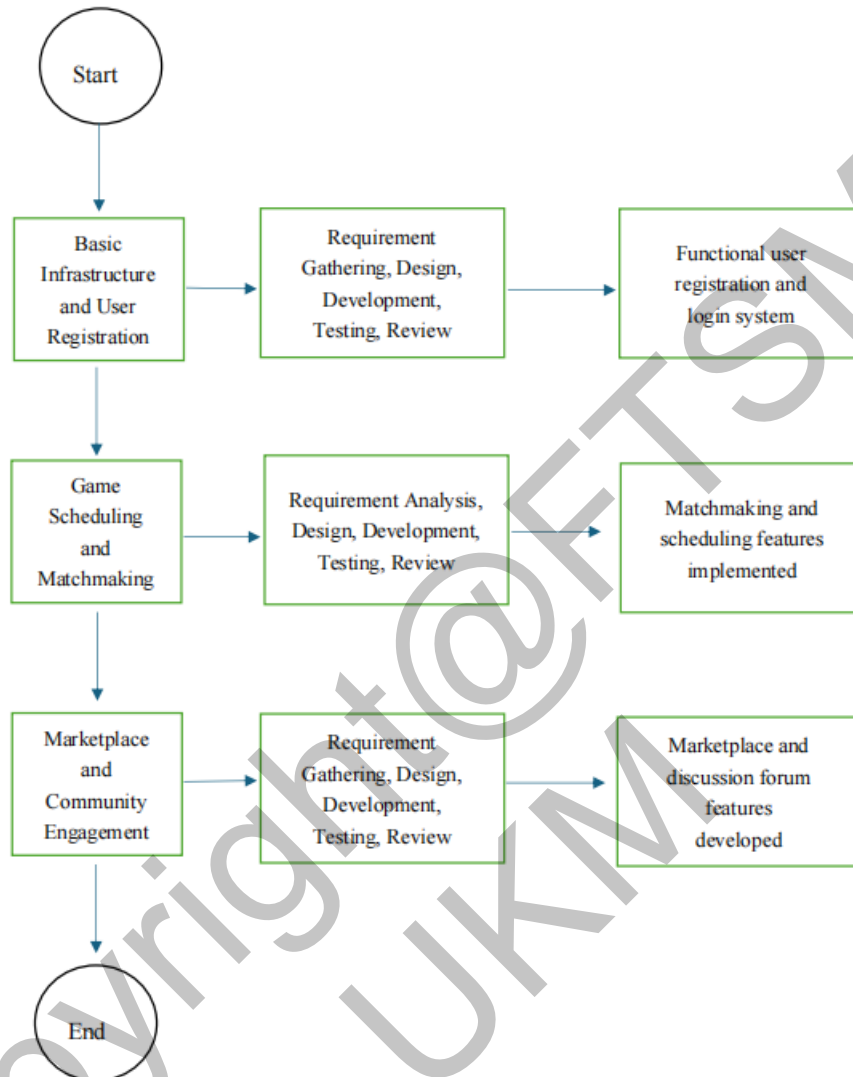 Start
Basic
Infrastructure
and User
Registration
Requirement
Gathering, Design,
Development,
Testing, Review
Functional user
registration and
login system
Game
Scheduling
and
Matchmaking
Requirement Analysis,
Design, Development,
Testing, Review
Matchmaking and
scheduling features
implemented
Marketplace
and
Community
Engagement
Requirement
Gathering, Design,
Development,
Testing, Review
Marketplace and
discussion forum
features
developed
End
pyright@FTSM
UKM